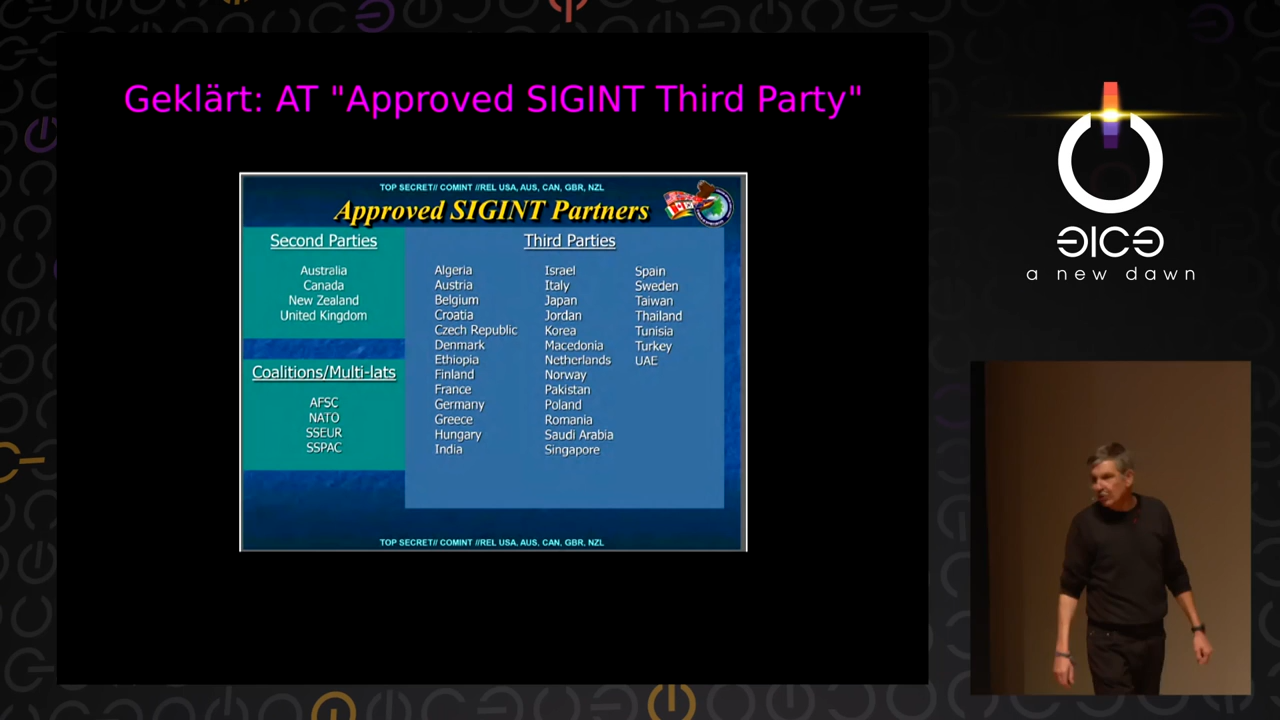 Geklärt: AT "Approved SIGINT Third Party"
TOP SECRET// COMINT //REL USA, AUS, CAN, GBR, NZL
Approved SIGINT Partners
Second Parties
Australia
Canada
New Zealand
United Kingdom
Coalitions/Multi-lats
AFSC
NATO
SSEUR
SSPAC
Third Parties
Algeria
Austria
Belgium
Croatia
Czech Republic
Denmark
Ethiopia
Finland
France
Germany
Greece
Hungary
India
Israel
Italy
Japan
Jordan
Korea
Macedonia
Netherlands
Norway
Pakistan
Poland
Romania
Saudi Arabia
Singapore
Spain
Sweden
Taiwan
Thailand
Tunisia
Turkey
UAE
TOP SECRET// COMINT //REL USA, AUS, CAN, GBR, NZL
a new dawn